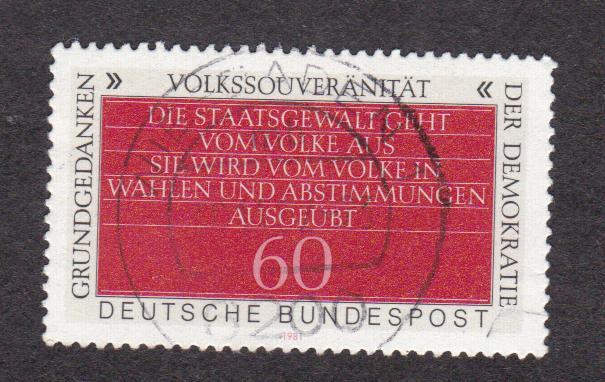 » VOLKSSOUVERÄNITÄT «
GRUNDGEDANKEN
DER DEMOKRATIE
DIE STAATSGEWALT GEHT
VOM VOLKE AUS
SIE WIRD VOM VOLKE IN
WAHLEN UND ABSTIMMUNGEN
AUSGEÜBT
60
DEUTSCHE BUNDESPOST
1981